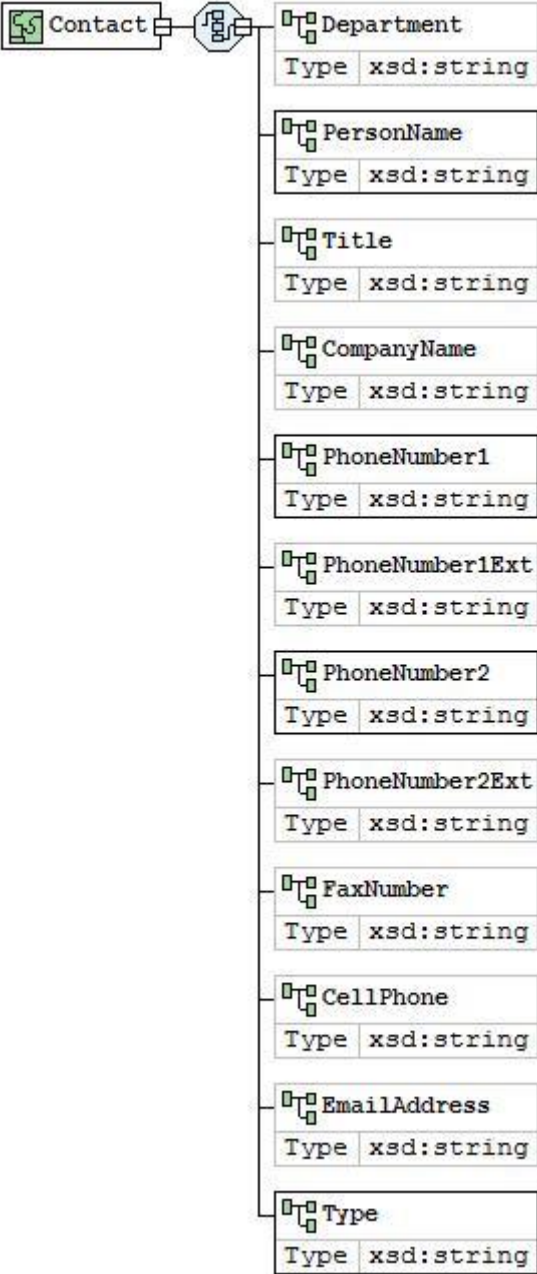 Contact
Department
Type xsd:string
PersonName
Type xsd:string
Title
Type xsd:string
CompanyName
Type xsd:string
PhoneNumber1
Type xsd:string
PhoneNumber1Ext
Type xsd:string
PhoneNumber2
Type xsd:string
PhoneNumber2Ext
Type xsd:string
FaxNumber
Type xsd:string
CellPhone
Type xsd:string
EmailAddress
Type xsd:string
Type
Type xsd:string